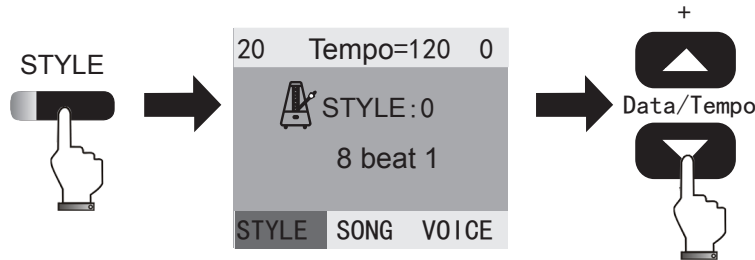 STYLE
20 Tempo=120 0
STYLE:0
8 beat 1
STYLE SONG VOICE
+
Data/Tempo
-